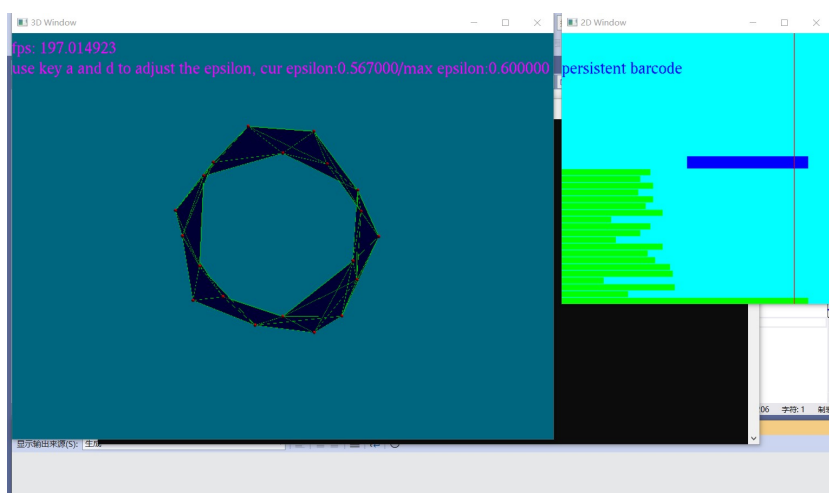 3D Window
2D Window
fps: 197.014923
use key a and d to adjust the epsilon, cur epsilon:0.567000/max epsilon:0.600000
persistent barcode
06 字符: 1
显示输出来源(S): 生成